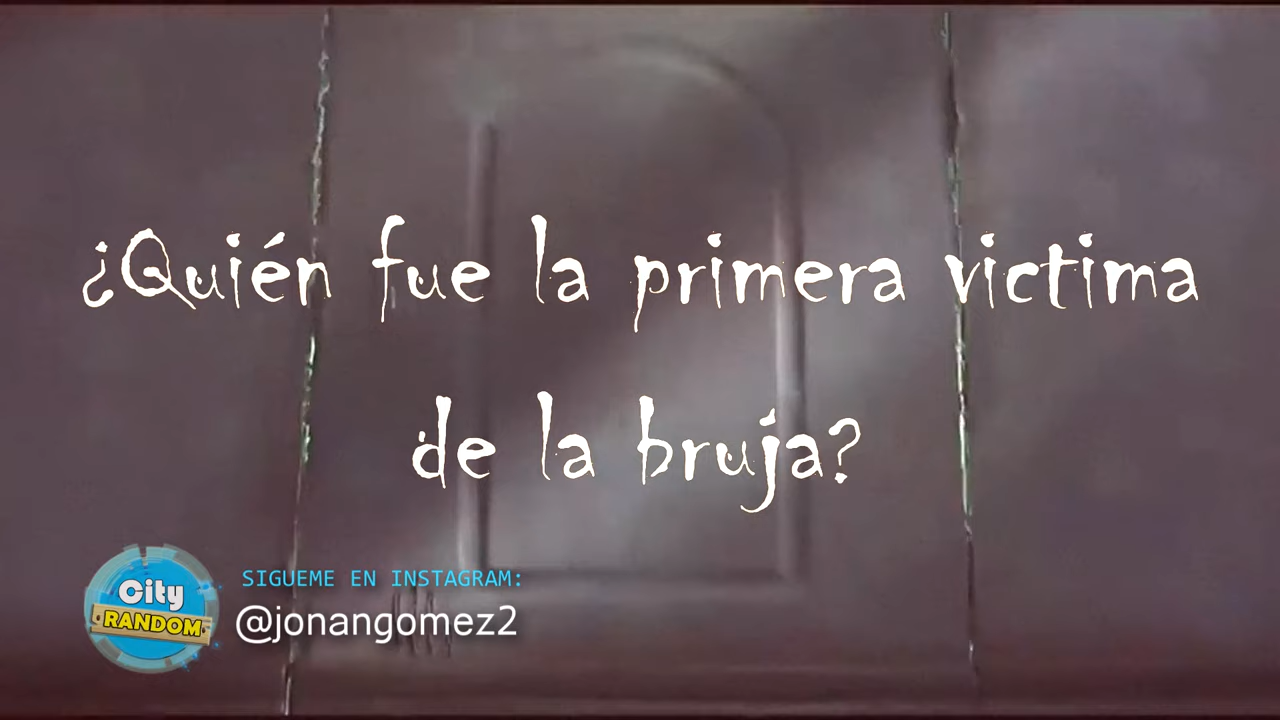 ¿Quién fue la primera victima
de la bruja?
City
RANDOM
SIGUEME EN INSTAGRAM:
@jonangomez2